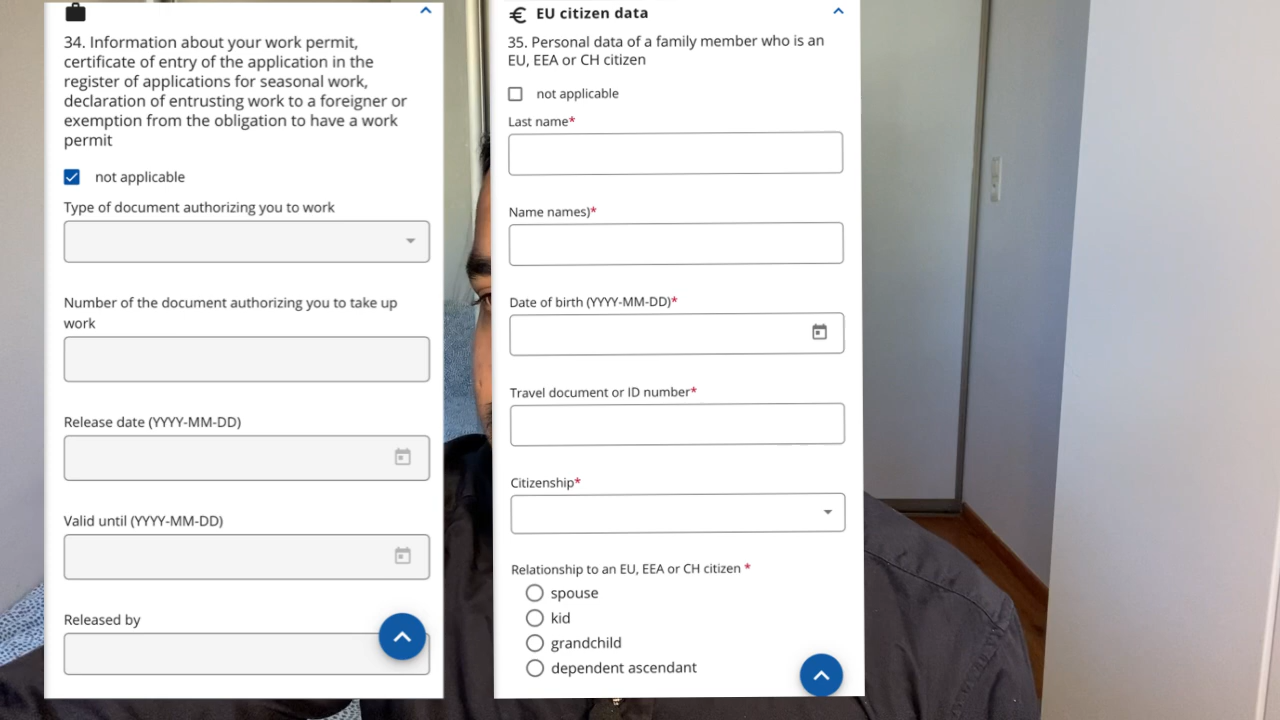 34. Information about your work permit,
certificate of entry of the application in the
register of applications for seasonal work,
declaration of entrusting work to a foreigner or
exemption from the obligation to have a work
permit
not applicable
Type of document authorizing you to work
Number of the document authorizing you to take up
work
Release date (YYYY-MM-DD)
Valid until (YYYY-MM-DD)
Released by
€ EU citizen data
35. Personal data of a family member who is an
EU, EEA or CH citizen
not applicable
Last name*
Name names)*
Date of birth (YYYY-MM-DD)*
Travel document or ID number*
Citizenship*
Relationship to an EU, EEA or CH citizen *
spouse
kid
grandchild
dependent ascendant